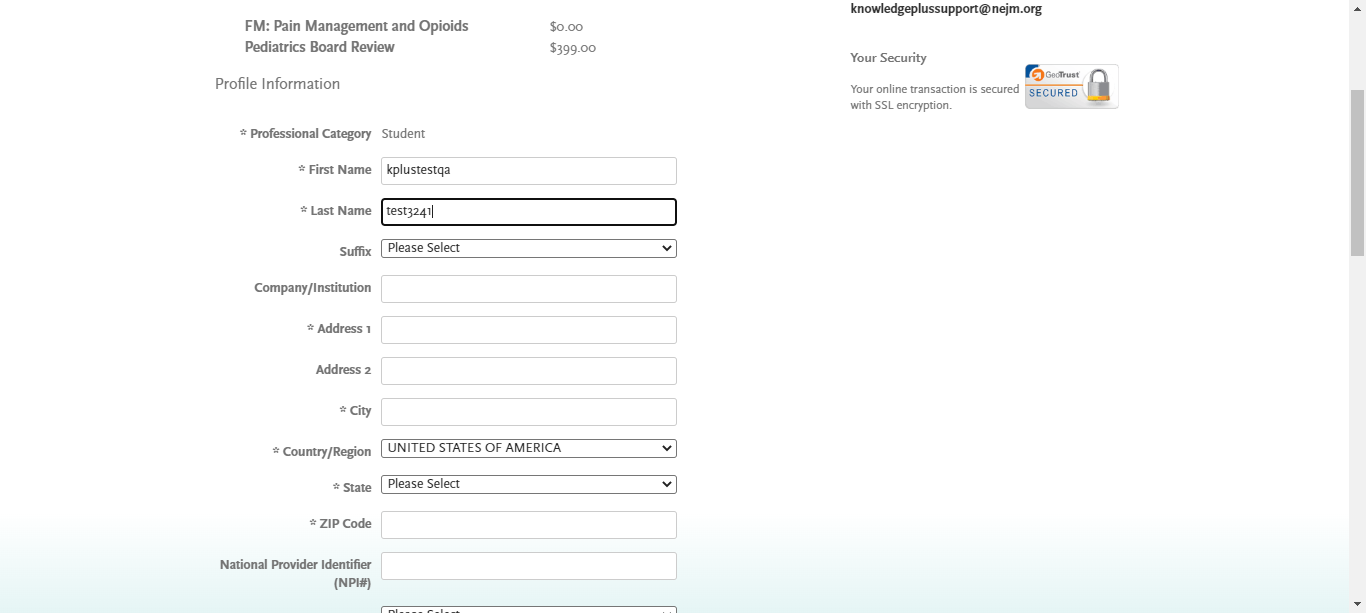 knowledgeplussupport@nejm.org
FM: Pain Management and Opioids $0.00
Pediatrics Board Review $399.00
Your Security
Your online transaction is secured
with SSL encryption.
GeoTrust
SECURED
Profile Information
* Professional Category Student
* First Name kplustestqa
* Last Name test3241
Suffix Please Select
Company/Institution
* Address 1
Address 2
* City
* Country/Region UNITED STATES OF AMERICA
* State Please Select
* ZIP Code
National Provider Identifier
(NPI#)
Please Select